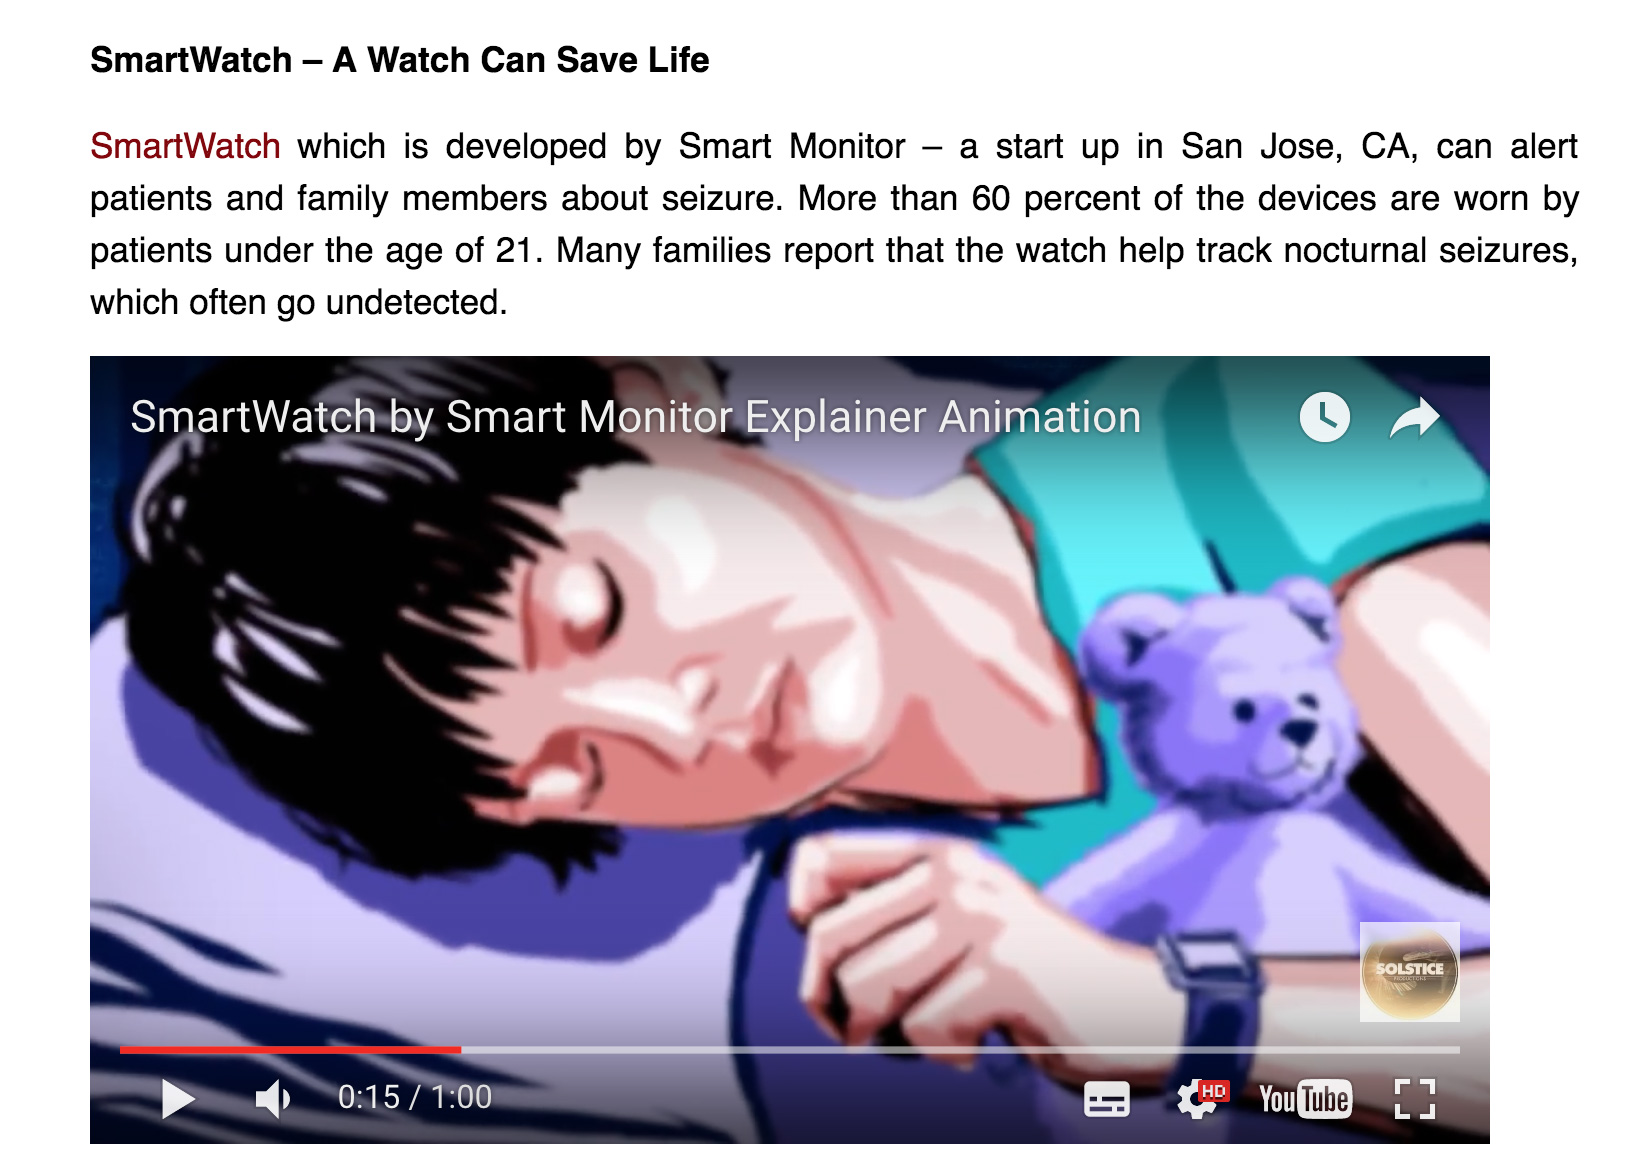 SmartWatch – A Watch Can Save Life
SmartWatch which is developed by Smart Monitor – a start up in San Jose, CA, can alert
patients and family members about seizure. More than 60 percent of the devices are worn by
patients under the age of 21. Many families report that the watch help track nocturnal seizures,
which often go undetected.
SmartWatch by Smart Monitor Explainer Animation
SOLSTICE
PRODUCTIONS
0:15 / 1:00
HD
YouTube